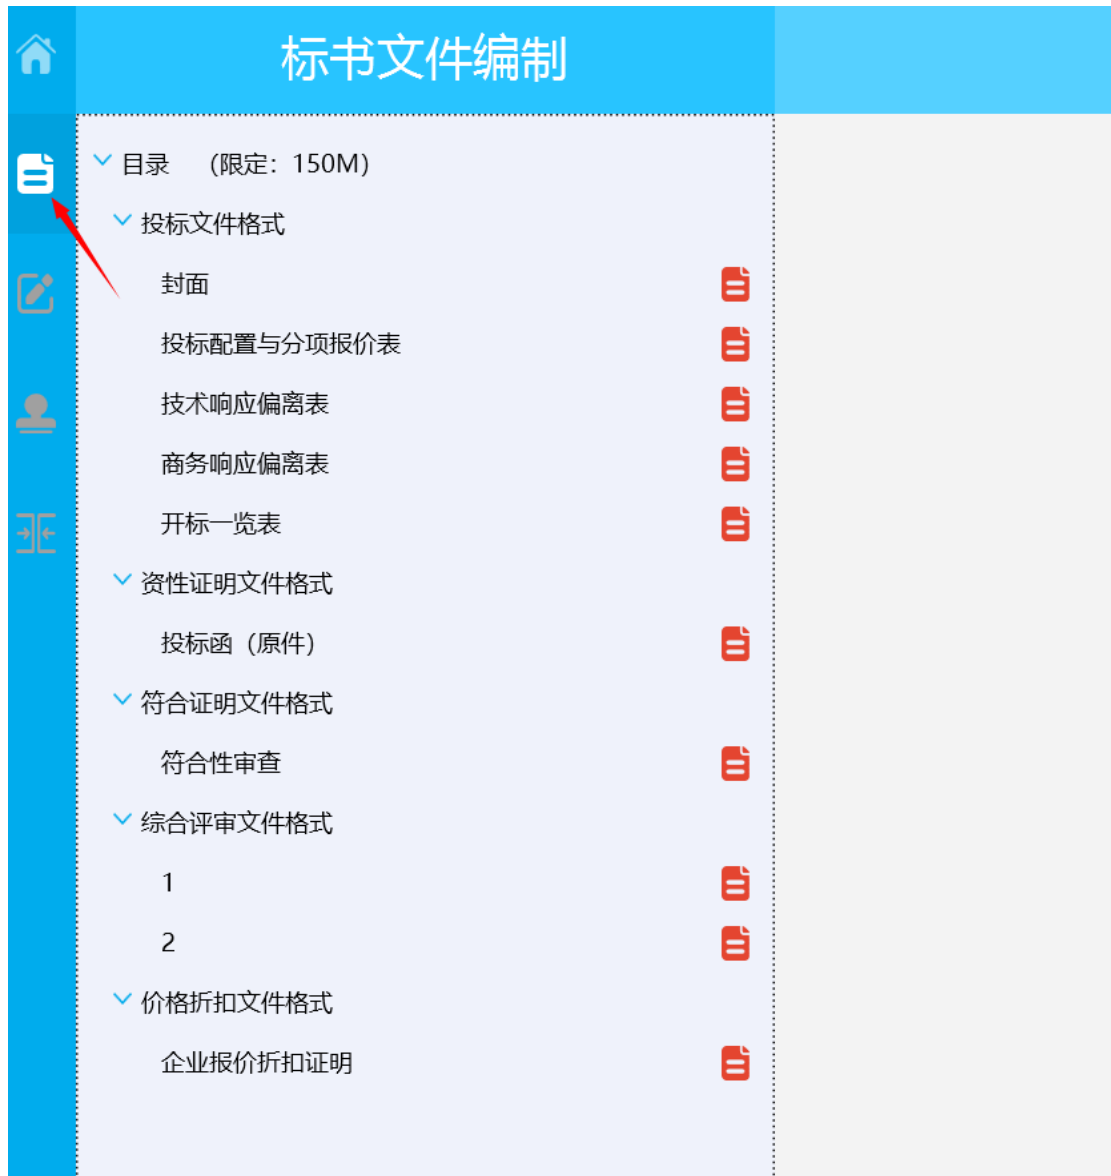 标书文件编制
目录 （限定：150M）
投标文件格式
封面
投标配置与分项报价表
技术响应偏离表
商务响应偏离表
开标一览表
资性证明文件格式
投标函（原件）
符合证明文件格式
符合性审查
综合评审文件格式
1
2
价格折扣文件格式
企业报价折扣证明